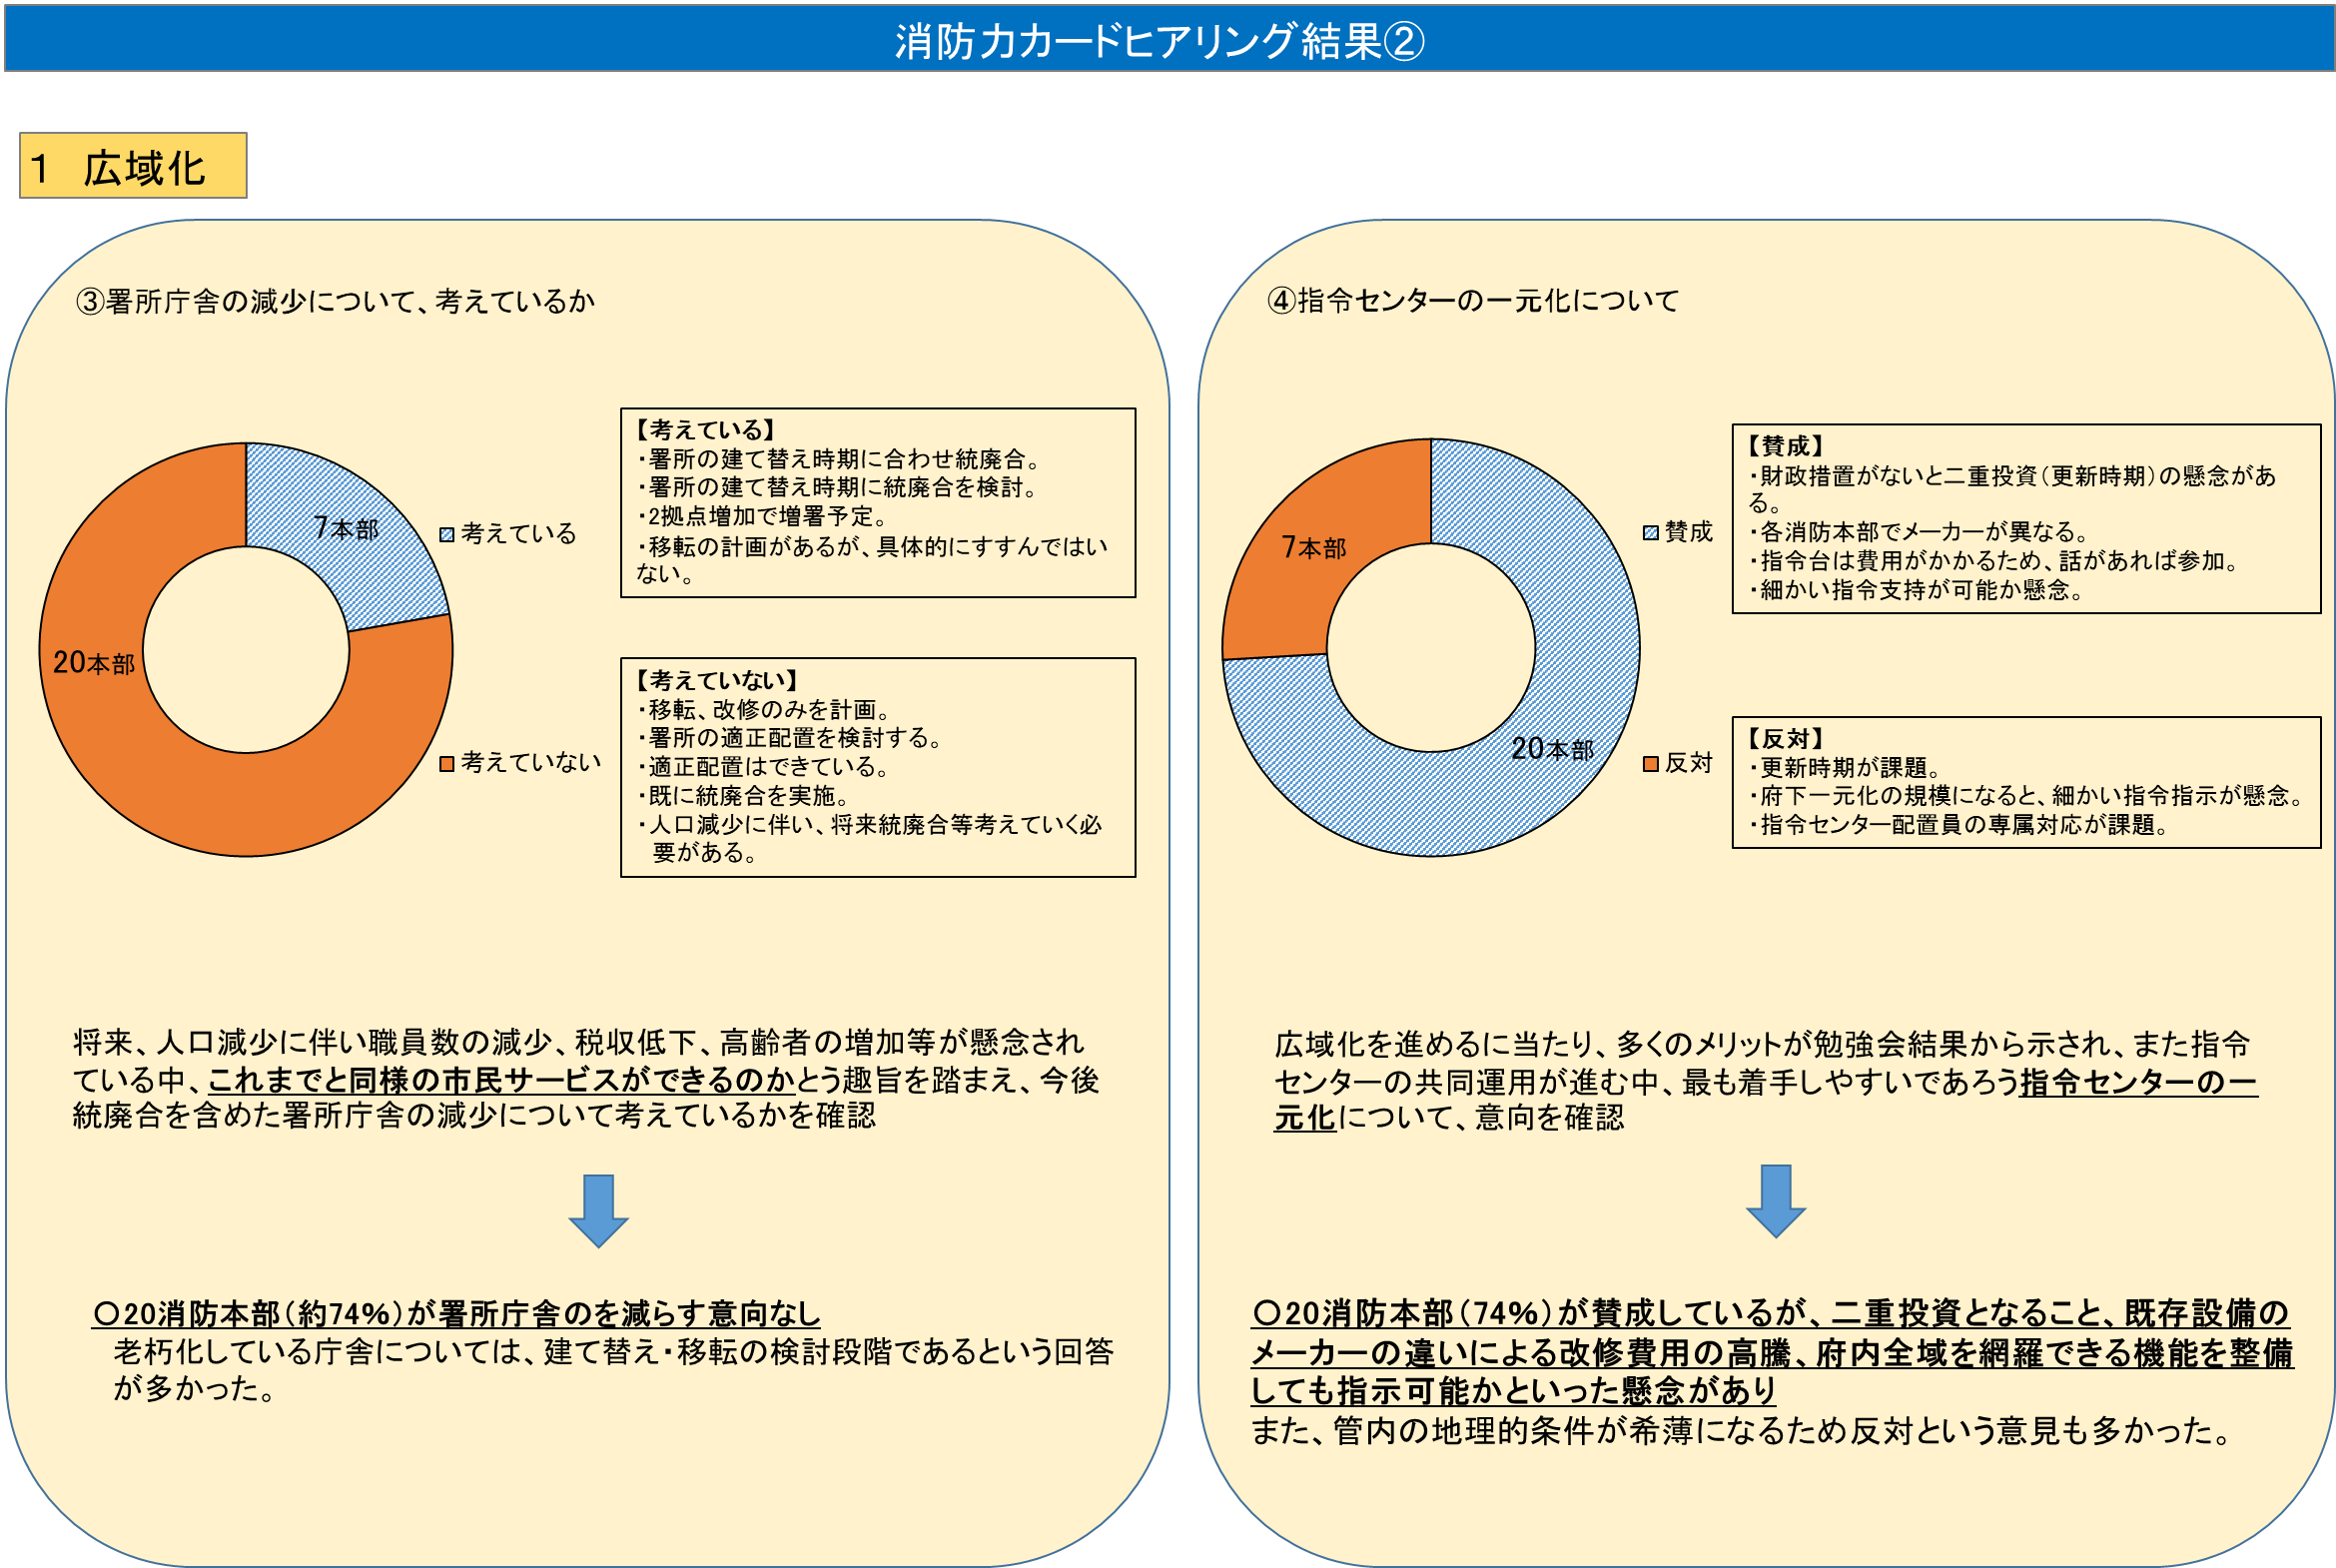 消防力カードヒアリング結果②
１　広域化
③署所庁舎の減少について、考えているか
7本部
20本部
考えている
考えていない
【考えている】
・署所の建て替え時期に合わせ統廃合。
・署所の建て替え時期に統廃合を検討。
・2拠点増加で増署予定。
・移転の計画があるが、具体的にすすんではい
ない。
【考えていない】
・移転、改修のみを計画。
・署所の適正配置を検討する。
・適正配置はできている。
・既に統廃合を実施。
・人口減少に伴い、将来統廃合等考えていく必
要がある。
将来、人口減少に伴い職員数の減少、税収低下、高齢者の増加等が懸念され
ている中、これまでと同様の市民サービスができるのかとう趣旨を踏まえ、今後
統廃合を含めた署所庁舎の減少について考えているかを確認
〇20消防本部（約74％）が署所庁舎のを減らす意向なし
老朽化している庁舎については、建て替え・移転の検討段階であるという回答
が多かった。
④指令センターの一元化について
7本部
20本部
賛成
反対
【賛成】
・財政措置がないと二重投資（更新時期）の懸念があ
る。
・各消防本部でメーカーが異なる。
・指令台は費用がかかるため、話があれば参加。
・細かい指令支持が可能か懸念。
【反対】
・更新時期が課題。
・府下一元化の規模になると、細かい指令指示が懸念。
・指令センター配置員の専属対応が課題。
広域化を進めるに当たり、多くのメリットが勉強会結果から示され、また指令
センターの共同運用が進む中、最も着手しやすいであろう指令センターの一
元化について、意向を確認
〇20消防本部（74％）が賛成しているが、二重投資となること、既存設備の
メーカーの違いによる改修費用の高騰、府内全域を網羅できる機能を整備
しても指示可能かといった懸念があり
また、管内の地理的条件が希薄になるため反対という意見も多かった。